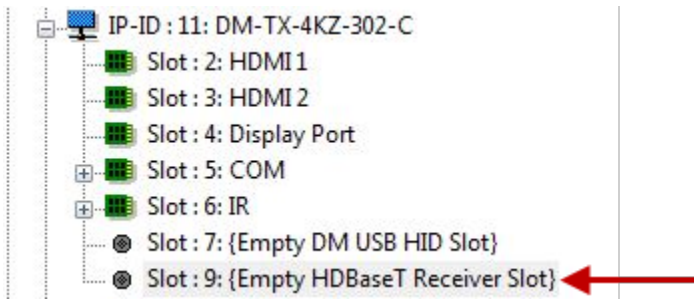 IP-ID : 11: DM-TX-4KZ-302-C
Slot : 2: HDMI 1
Slot : 3: HDMI 2
Slot : 4: Display Port
Slot : 5: COM
Slot : 6: IR
Slot : 7: {Empty DM USB HID Slot}
Slot : 9: {Empty HDBaseT Receiver Slot}